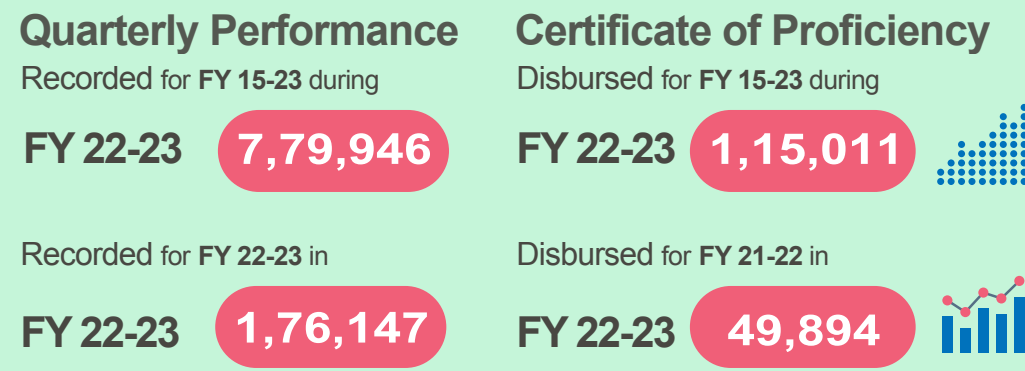 Quarterly Performance
Recorded for FY 15-23 during
FY 22-23 7,79,946
Recorded for FY 22-23 in
FY 22-23 1,76,147
Certificate of Proficiency
Disbursed for FY 15-23 during
FY 22-23 1,15,011
Disbursed for FY 21-22 in
FY 22-23 49,894